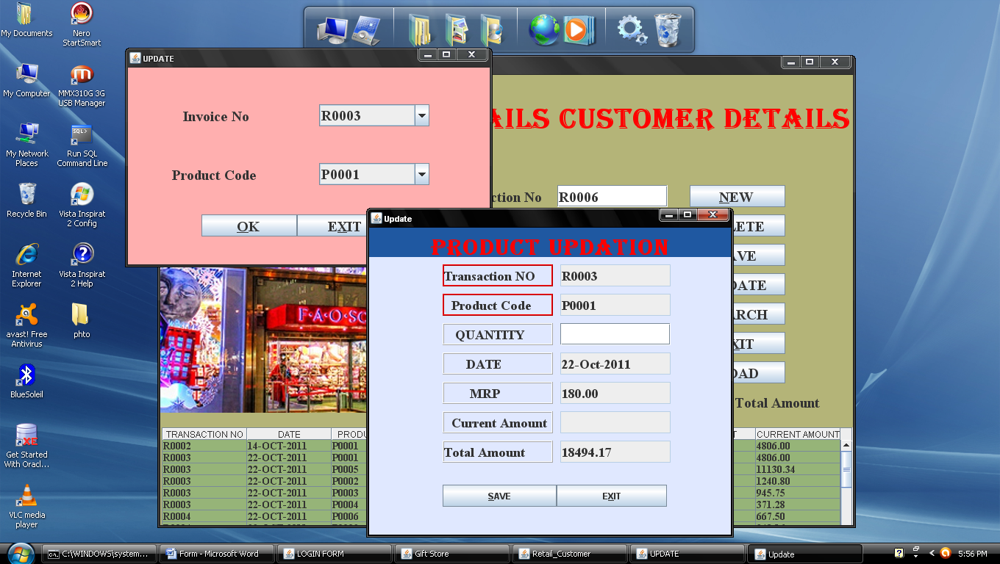 My Documents
Nero
StartSmart
My Computer
MMX310G 3G
USB Manager
My Network
Places
Run SQL
Command Line
Recycle Bin
Vista Inspirat
2 Config
Internet
Explorer
Vista Inspirat
2 Help
avast! Free
Antivirus
phto
BlueSoleil
Get Started
With Oracl...
VLC media
player
UPDATE
Invoice No
R0003
Product Code
P0001
OK
EXIT
AILS CUSTOMER DETAILS
ction No
R0006
NEW
LETE
AVE
DATE
ARCH
XIT
OAD
Total Amount
F·A·O·SC
Update
PRODUCT UPDATION
Transaction NO
R0003
Product Code
P0001
QUANTITY
DATE
22-Oct-2011
MRP
180.00
Current Amount
Total Amount
18494.17
SAVE
EXIT
TRANSACTION NO DATE PRODU T CURRENT AMOUNT
R0002 14-OCT-2011 P0001 4806.00
R0003 22-OCT-2011 P0001 4806.00
R0003 22-OCT-2011 P0005 11130.34
R0003 22-OCT-2011 P0002 1240.80
R0003 22-OCT-2011 P0003 945.75
R0003 22-OCT-2011 P0004 371.28
R0004 22-OCT-2011 P0006 667.50
C:\WINDOWS\system...
Form - Microsoft Word
LOGIN FORM
Gift Store
Retail_Customer
UPDATE
Update
5:56 PM